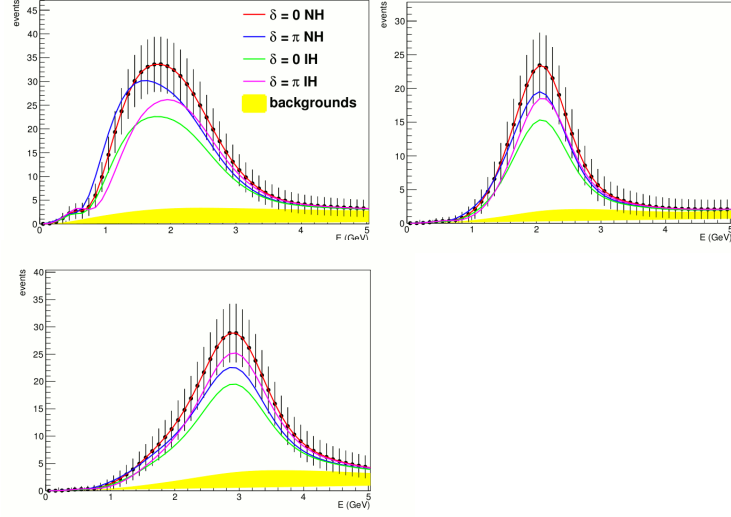 events
45
40
35
30
25
20
15
10
5
0
0 1 2 3 4 5
E (GeV)
δ = 0 NH
δ = π NH
δ = 0 IH
δ = π IH
backgrounds
events
30
25
20
15
10
5
0
0 1 2 3 4 5
E (GeV)
events
40
35
30
25
20
15
10
5
0
0 1 2 3 4 5
E (GeV)